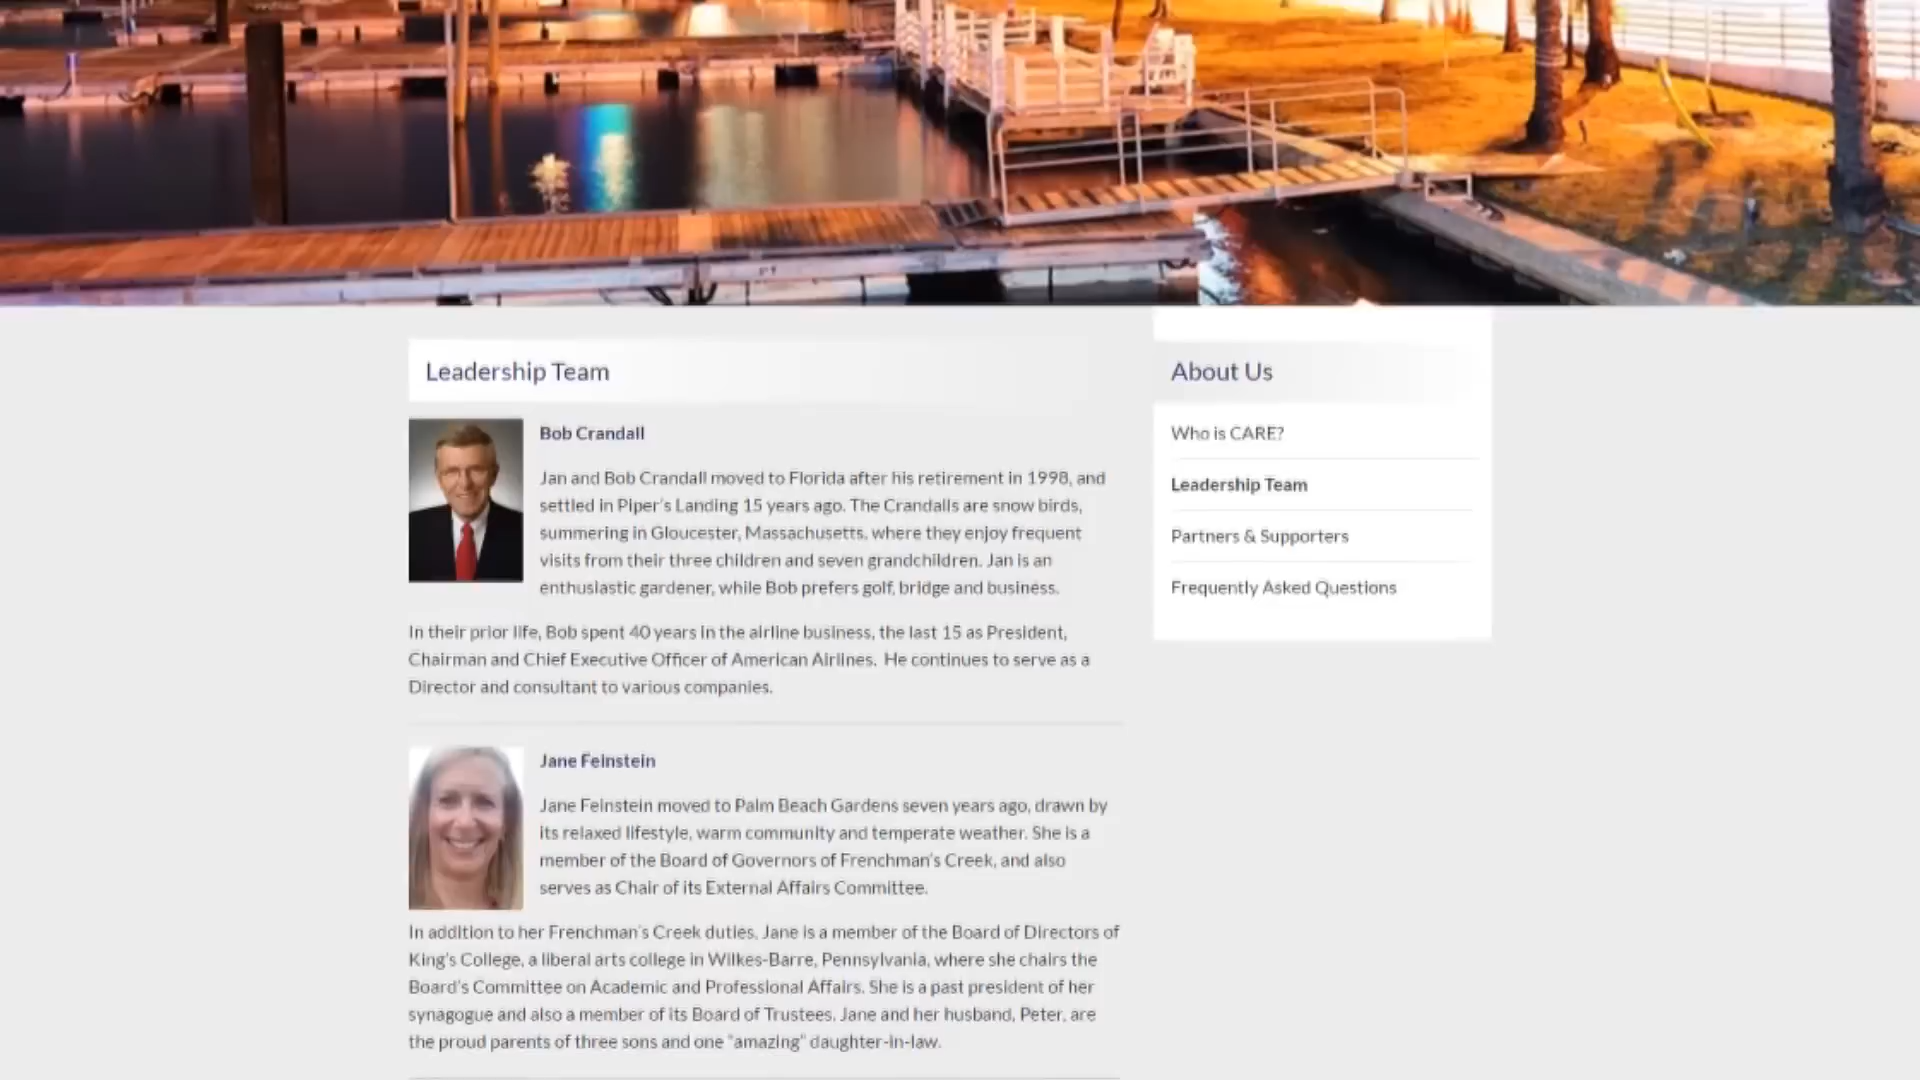 Leadership Team
Bob Crandall
Jan and Bob Crandall moved to Florida after his retirement in 1998, and
settled in Piper's Landing 15 years ago. The Crandalls are snow birds,
summering in Gloucester, Massachusetts, where they enjoy frequent
visits from their three children and seven grandchildren. Jan is an
enthusiastic gardener, while Bob prefers golf, bridge and business.
In their prior life, Bob spent 40 years in the airline business, the last 15 as President,
Chairman and Chief Executive Officer of American Airlines. He continues to serve as a
Director and consultant to various companies.
Jane Feinstein
Jane Feinstein moved to Palm Beach Gardens seven years ago, drawn by
its relaxed lifestyle, warm community and temperate weather. She is a
member of the Board of Governors of Frenchman's Creek, and also
serves as Chair of its External Affairs Committee.
In addition to her Frenchman's Creek duties, Jane is a member of the Board of Directors of
King's College, a liberal arts college in Wilkes-Barre, Pennsylvania, where she chairs the
Board's Committee on Academic and Professional Affairs. She is a past president of her
synagogue and also a member of its Board of Trustees. Jane and her husband, Peter, are
the proud parents of three sons and one "amazing" daughter-in-law.
About Us
Who is CARE?
Leadership Team
Partners & Supporters
Frequently Asked Questions